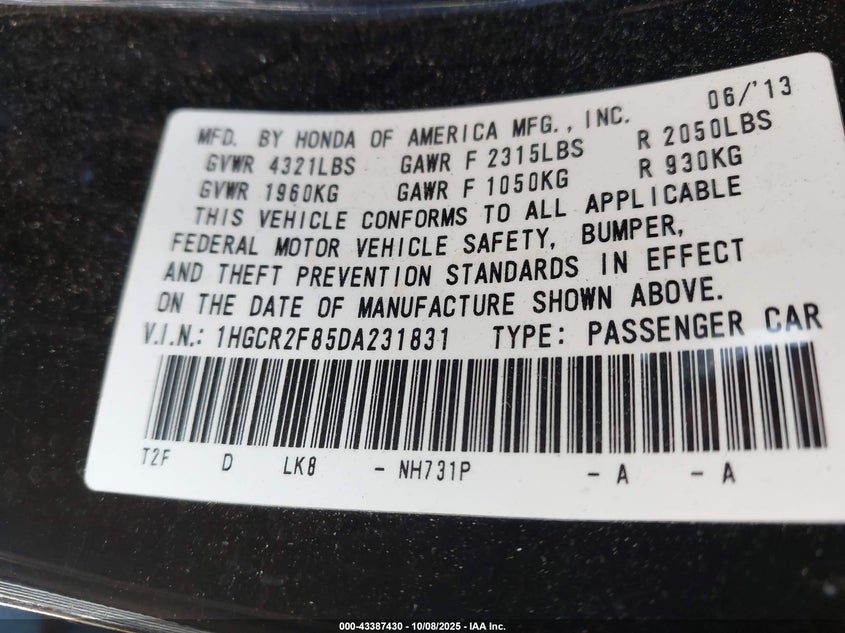 06/'13
MFD. BY HONDA OF AMERICA MFG., INC.
GVWR 4321LBS GAWR F 2315LBS R 2050LBS
GVWR 1960KG GAWR F 1050KG R 930KG
THIS VEHICLE CONFORMS TO ALL APPLICABLE
FEDERAL MOTOR VEHICLE SAFETY, BUMPER,
AND THEFT PREVENTION STANDARDS IN EFFECT
ON THE DATE OF MANUFACTURE SHOWN ABOVE.
V.I.N.: 1HGCR2F85DA231831 TYPE: PASSENGER CAR
T2F D LK8 - NH731P - A - A
000-43387430 - 10/08/2025 - IAA Inc.